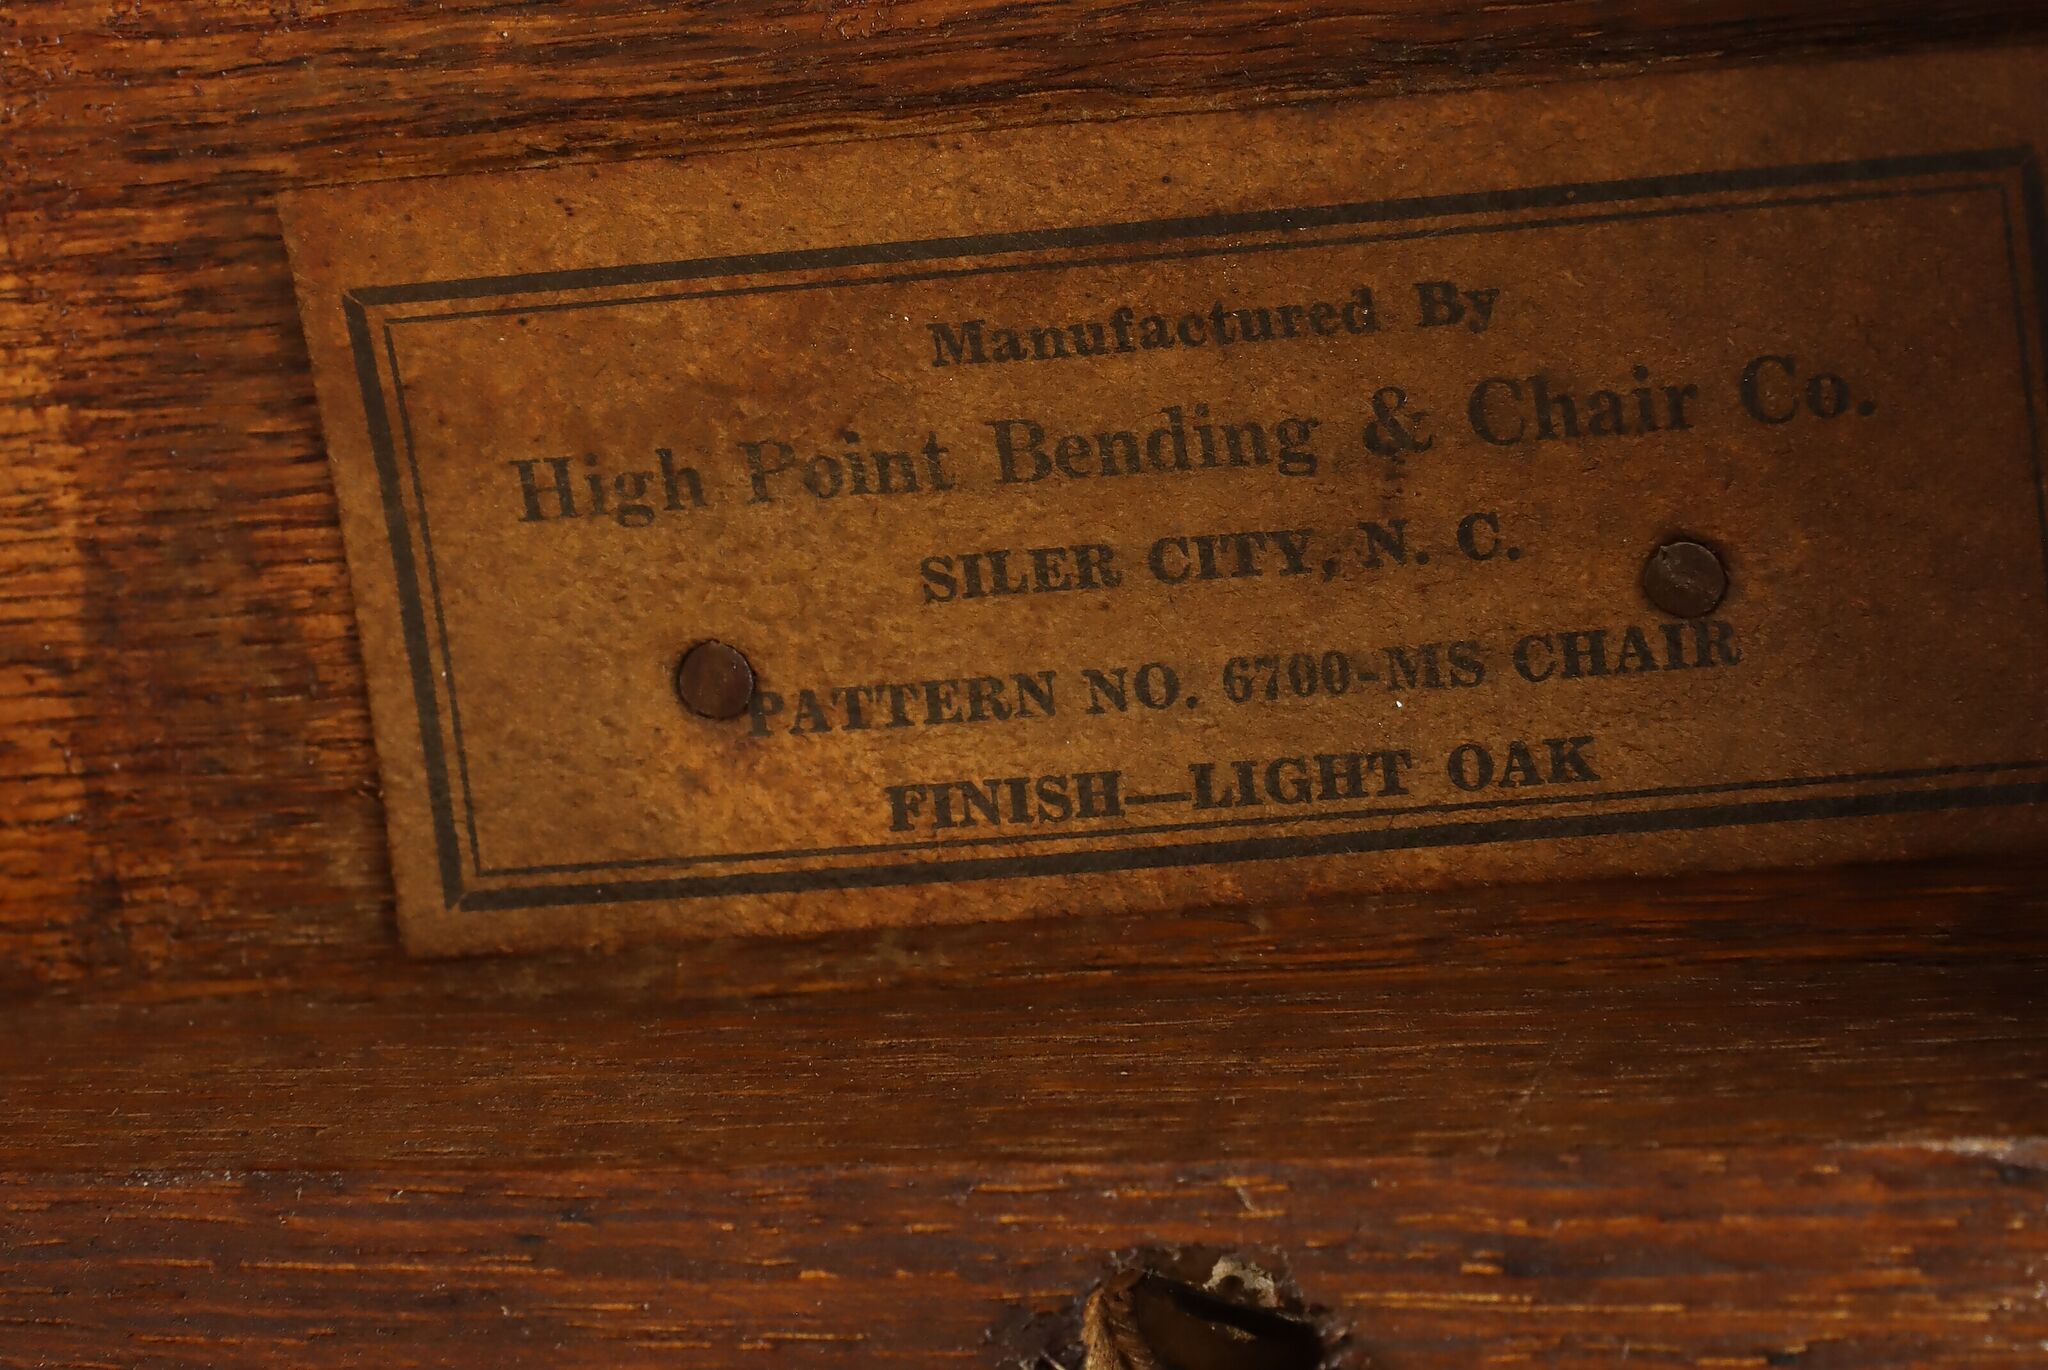 Manufactured By
High Point Bending & Chair Co.
SILER CITY, N. C.
PATTERN NO. 6700-MS CHAIR
FINISH—LIGHT OAK